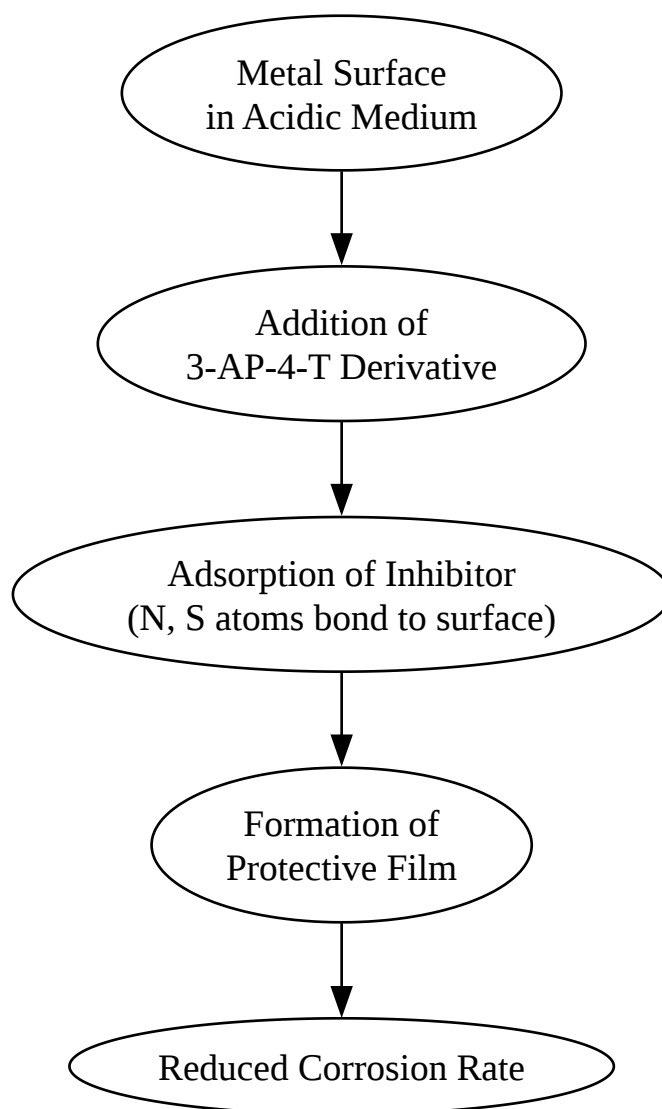 Metal Surface
in Acidic Medium
Addition of
3-AP-4-T Derivative
Adsorption of Inhibitor
(N, S atoms bond to surface)
Formation of
Protective Film
Reduced Corrosion Rate